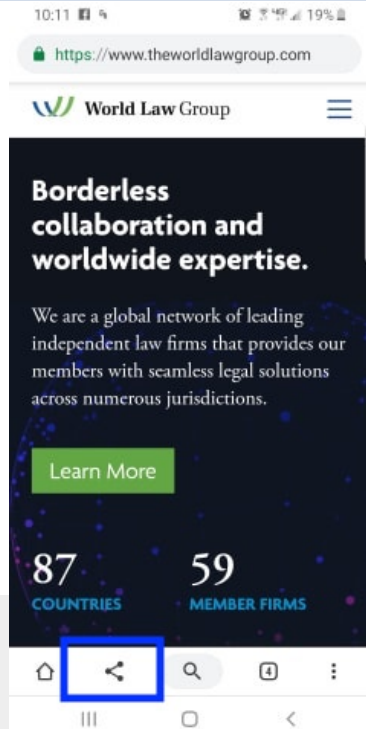 10:11 19%
https://www.theworldlawgroup.com
World Law Group
Borderless
collaboration and
worldwide expertise.
We are a global network of leading
independent law firms that provides our
members with seamless legal solutions
across numerous jurisdictions.
Learn More
87 59
COUNTRIES MEMBER FIRMS
4